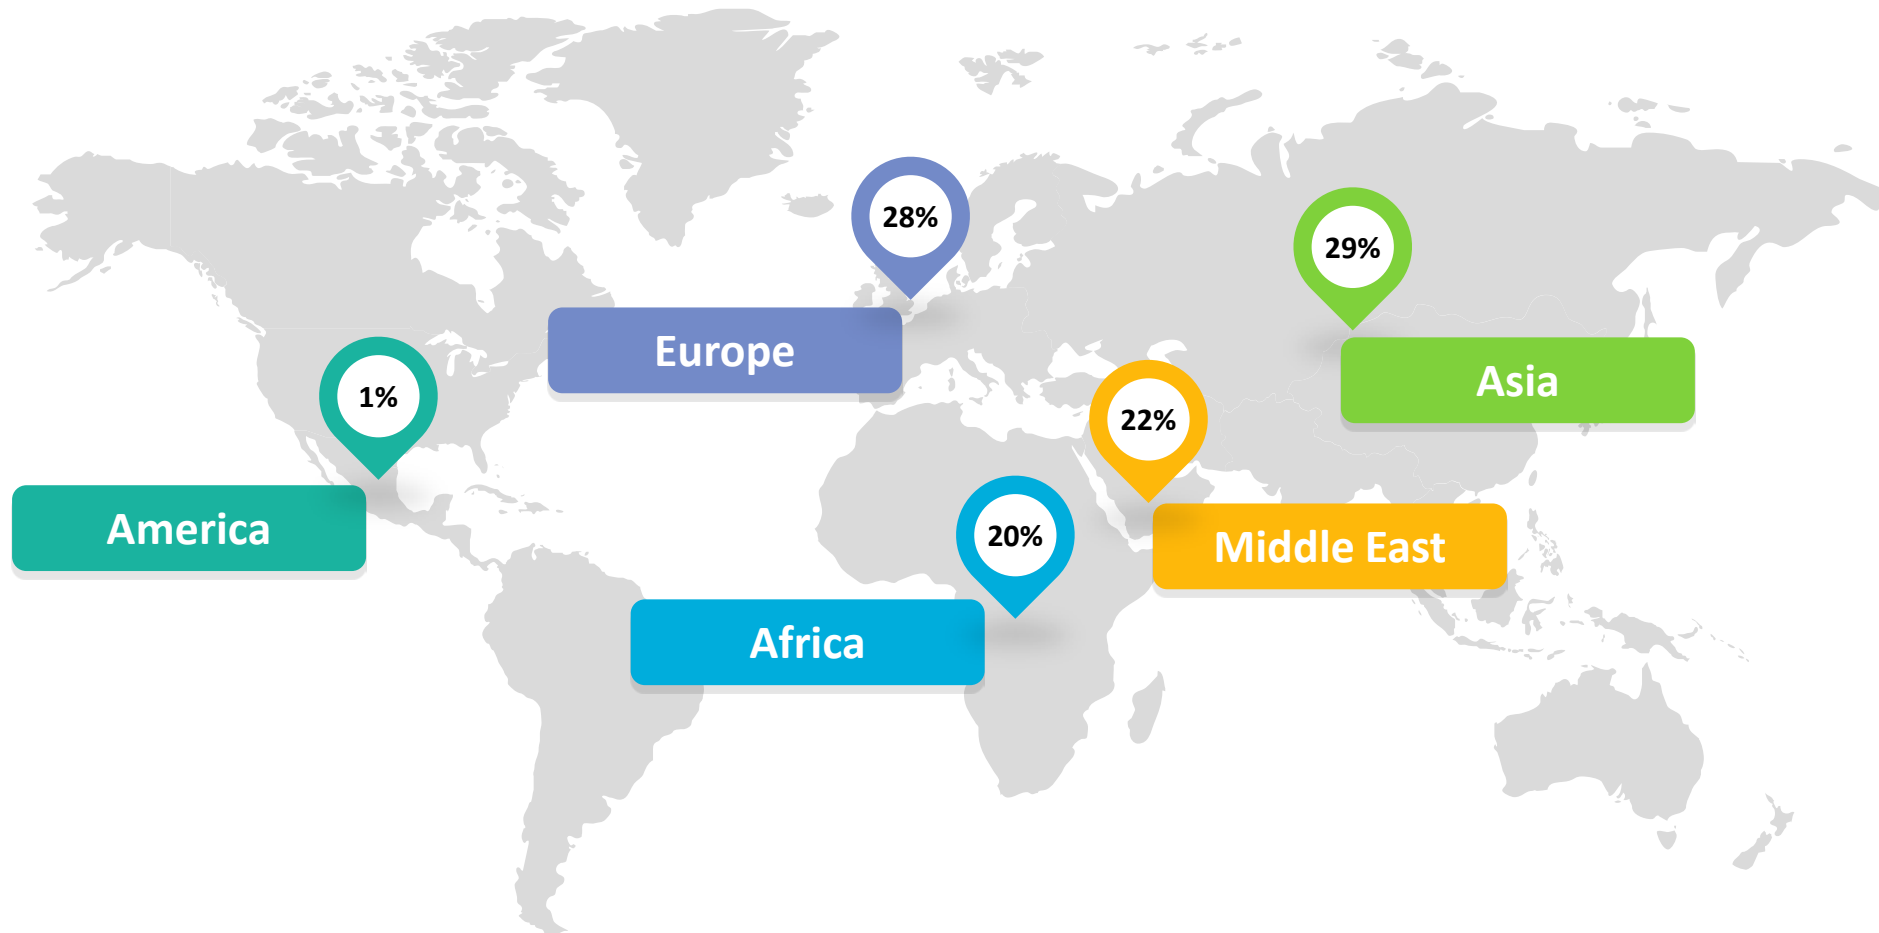 28%
Europe
29%
Asia
1%
America
22%
Middle East
20%
Africa